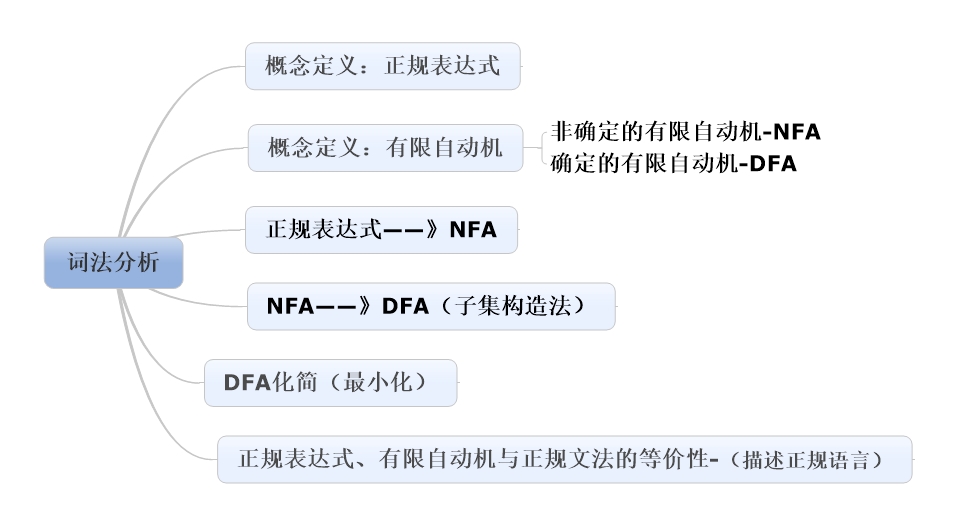 概念定义：正规表达式
概念定义：有限自动机
非确定的有限自动机-NFA
确定的有限自动机-DFA
正规表达式——》NFA
词法分析
NFA——》DFA（子集构造法）
DFA化简（最小化）
正规表达式、有限自动机与正规文法的等价性-（描述正规语言）